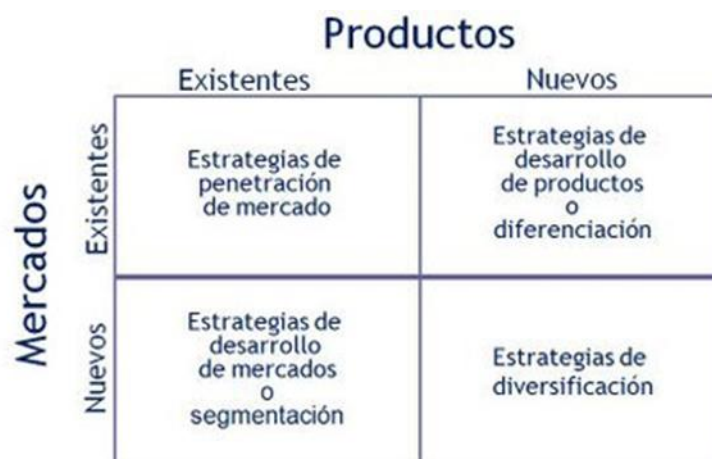 Productos
Existentes
Nuevos
Mercados
Existentes
Estrategias de
penetración
de mercado
Estrategias de
desarrollo
de productos
o
diferenciación
Nuevos
Estrategias de
desarrollo
de mercados
o
segmentación
Estrategias de
diversificación